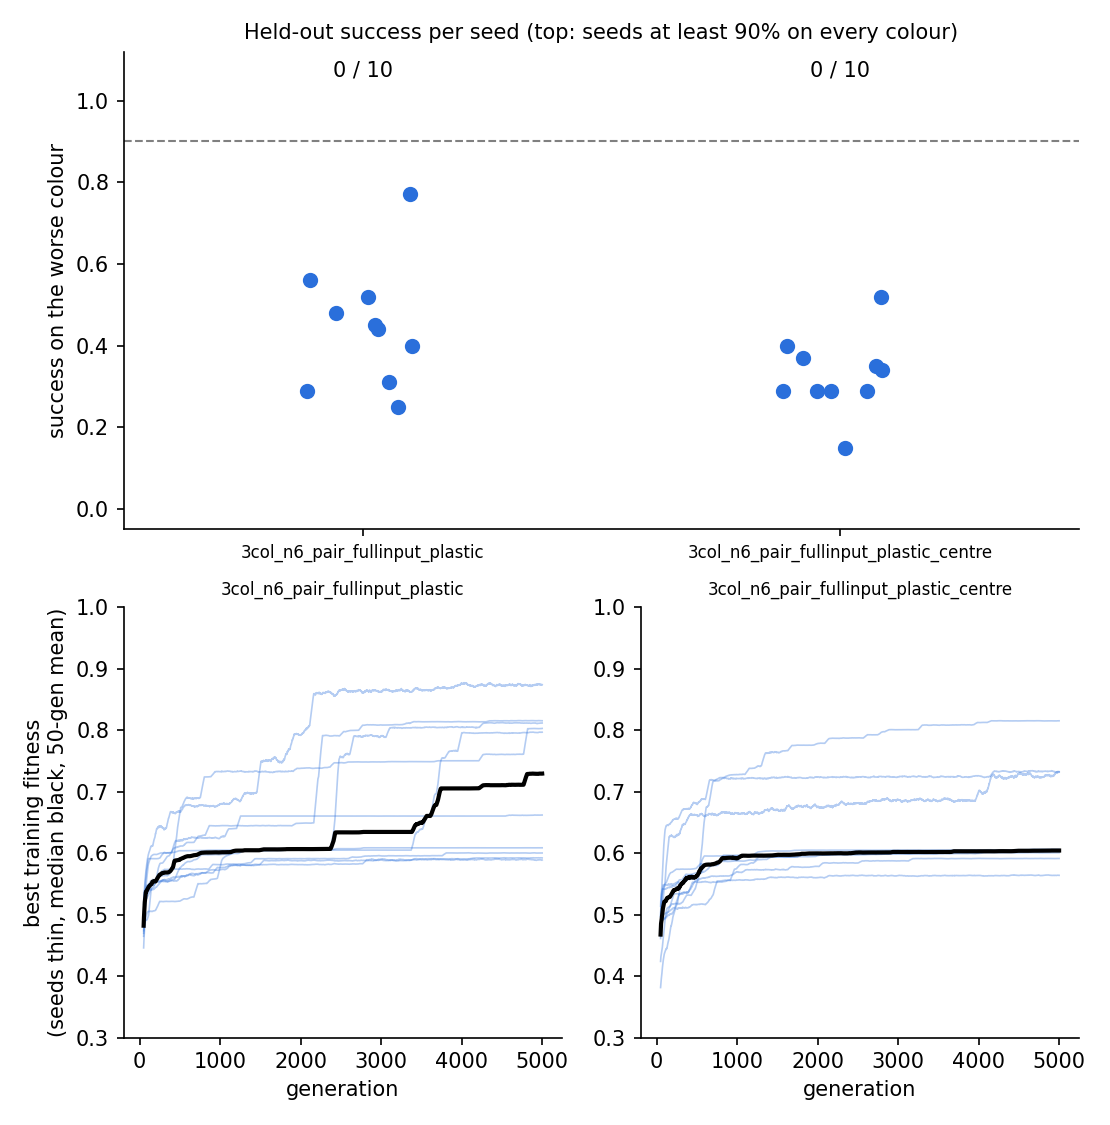 Held-out success per seed (top: seeds at least 90% on every colour)
0 / 10
0 / 10
success on the worse colour
1.0
0.8
0.6
0.4
0.2
0.0
3col_n6_pair_fullinput_plastic
3col_n6_pair_fullinput_plastic_centre
3col_n6_pair_fullinput_plastic
best training fitness
(seeds thin, median black, 50-gen mean)
1.0
0.9
0.8
0.7
0.6
0.5
0.4
0.3
0
1000
2000
3000
4000
5000
generation
3col_n6_pair_fullinput_plastic_centre
1.0
0.9
0.8
0.7
0.6
0.5
0.4
0.3
0
1000
2000
3000
4000
5000
generation